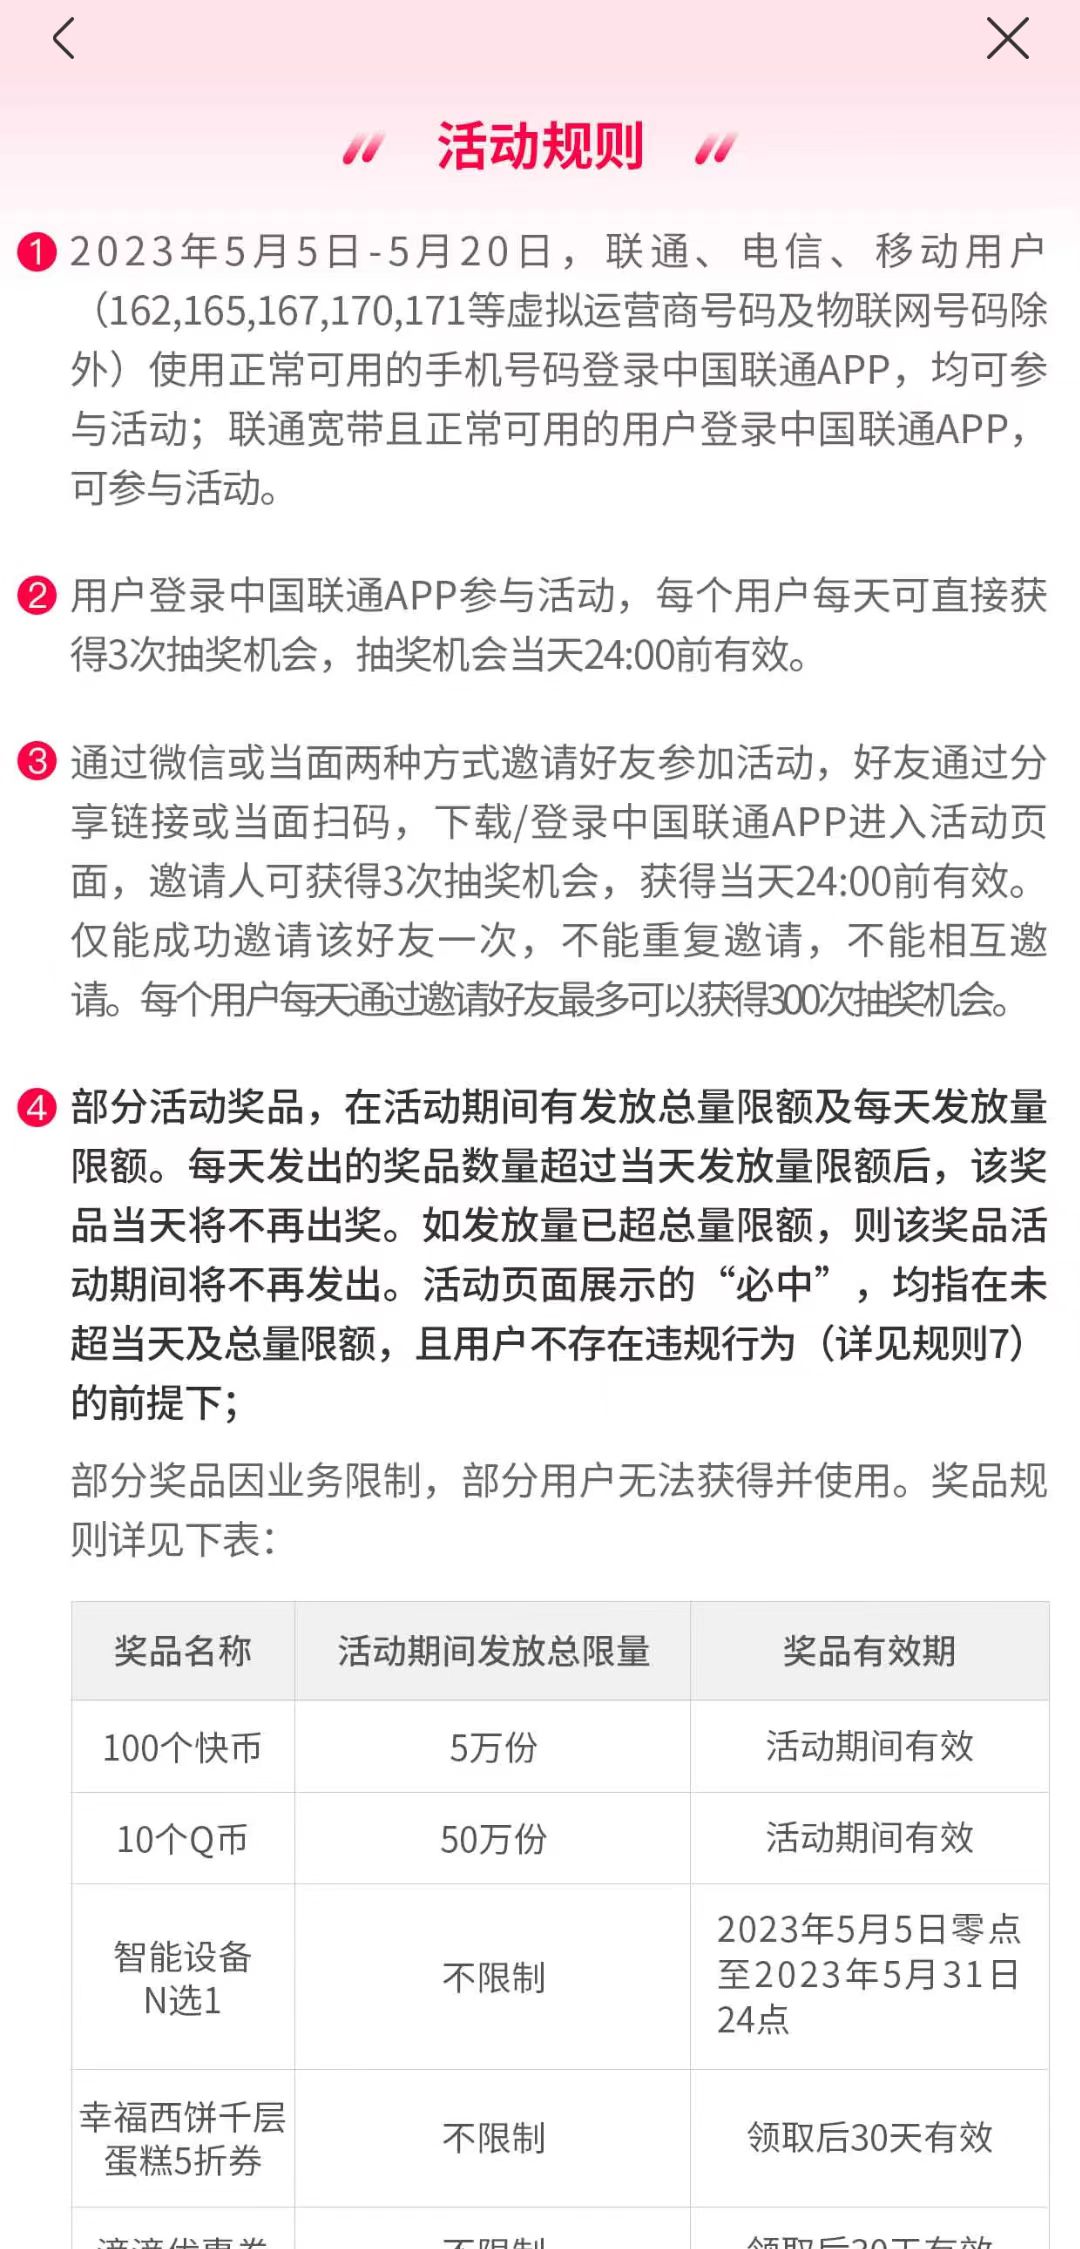 活动规则
1 2023年5月5日-5月20日，联通、电信、移动用户
（162,165,167,170,171等虚拟运营商号码及物联网号码除
外）使用正常可用的手机号码登录中国联通APP，均可参
与活动；联通宽带且正常可用的用户登录中国联通APP，
可参与活动。
2 用户登录中国联通APP参与活动，每个用户每天可直接获
得3次抽奖机会，抽奖机会当天24:00前有效。
3 通过微信或当面两种方式邀请好友参加活动，好友通过分
享链接或当面扫码，下载/登录中国联通APP进入活动页
面，邀请人可获得3次抽奖机会，获得当天24:00前有效。
仅能成功邀请该好友一次，不能重复邀请，不能相互邀
请。每个用户每天通过邀请好友最多可以获得300次抽奖机会。
4 部分活动奖品，在活动期间有发放总量限额及每天发放量
限额。每天发出的奖品数量超过当天发放量限额后，该奖
品当天将不再出奖。如发放量已超总量限额，则该奖品活
动期间将不再发出。活动页面展示的“必中”，均指在未
超当天及总量限额，且用户不存在违规行为（详见规则7）
的前提下；
部分奖品因业务限制，部分用户无法获得并使用。奖品规
则详见下表：
奖品名称 活动期间发放总限量 奖品有效期
100个快币 5万份 活动期间有效
10个Q币 50万份 活动期间有效
智能设备
N选1
不限制
2023年5月5日零点
至2023年5月31日
24点
幸福西饼千层
蛋糕5折券
不限制
领取后30天有效
滴滴优惠券 不限制 领取后30天有效